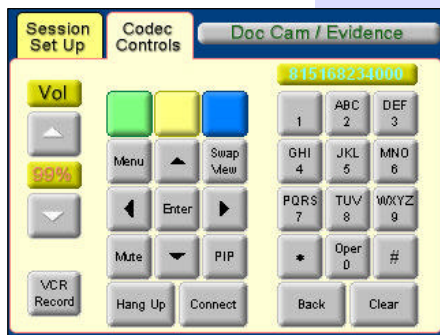 Session
Set Up
Codec
Controls
Doc Cam / Evidence
815168234000
Vol
99%
VCR
Record
Menu
Swap
View
Enter
Mute
PIP
Hang Up
Connect
1
ABC
2
DEF
3
GHI
4
JKL
5
MNO
6
PQRS
7
TUV
8
WXYZ
9
*
Oper
0
#
Back
Clear